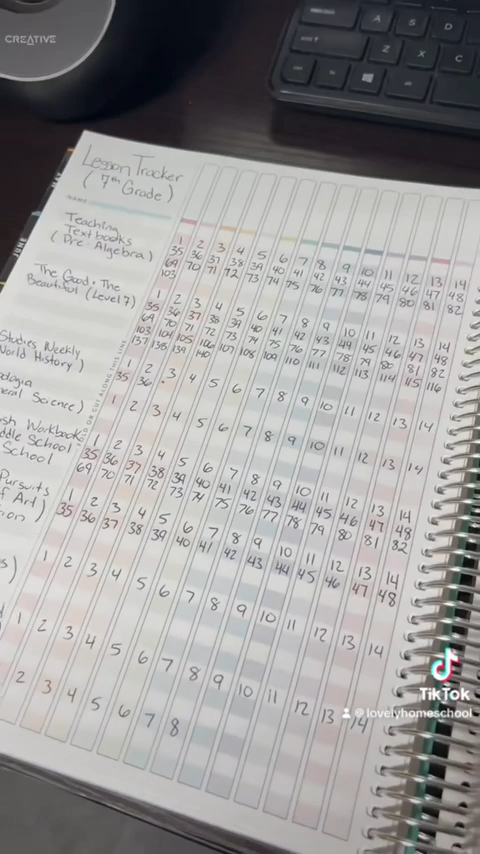 CREATIVE
A S D
Z X C
Lesson Tracker
(7th Grade)
NAME
JUNE
Teaching
Textbooks
(Pre-Algebra)
1 2 3 4 5 6 7 8 9 10 11 12 13 14
35 36 37 38 39 40 41 42 43 44 45 46 47 48
69 70 71 72 73 74 75 76 77 78 79 80 81 82
103
The Good + The
Beautiful (Level 7)
1 2 3 4 5 6 7 8 9 10 11 12 13 14
35 36 37 38 39 40 41 42 43 44 45 46 47 48
69 70 71 72 73 74 75 76 77 78 79 80 81 82
103 104 105 106 107 108 109 110 111 112 113 114 115 116
137 138 139 140
Studies Weekly
World History)
1 2 3 4 5 6 7 8 9 10 11 12 13 14
35 36
OR CUT ALONG THIS LINE
Science)
1 2 3 4 5 6 7 8 9 10 11 12 13 14
Workbooks
School
School
1 2 3 4 5 6 7 8 9 10 11 12 13 14
35 36 37 38 39 40 41 42 43 44 45 46 47 48
69 70 71 72 73 74 75 76 77 78 79 80 81 82
Pursuits
of Art)
1 2 3 4 5 6 7 8 9 10 11 12 13 14
35 36 37 38 39 40 41 42 43 44 45 46 47 48
1 2 3 4 5 6 7 8 9 10 11 12 13 14
1 2 3 4 5 6 7 8 9 10 11 12 13 14
2 3 4 5 6 7 8
TikTok
@lovelyhomeschool